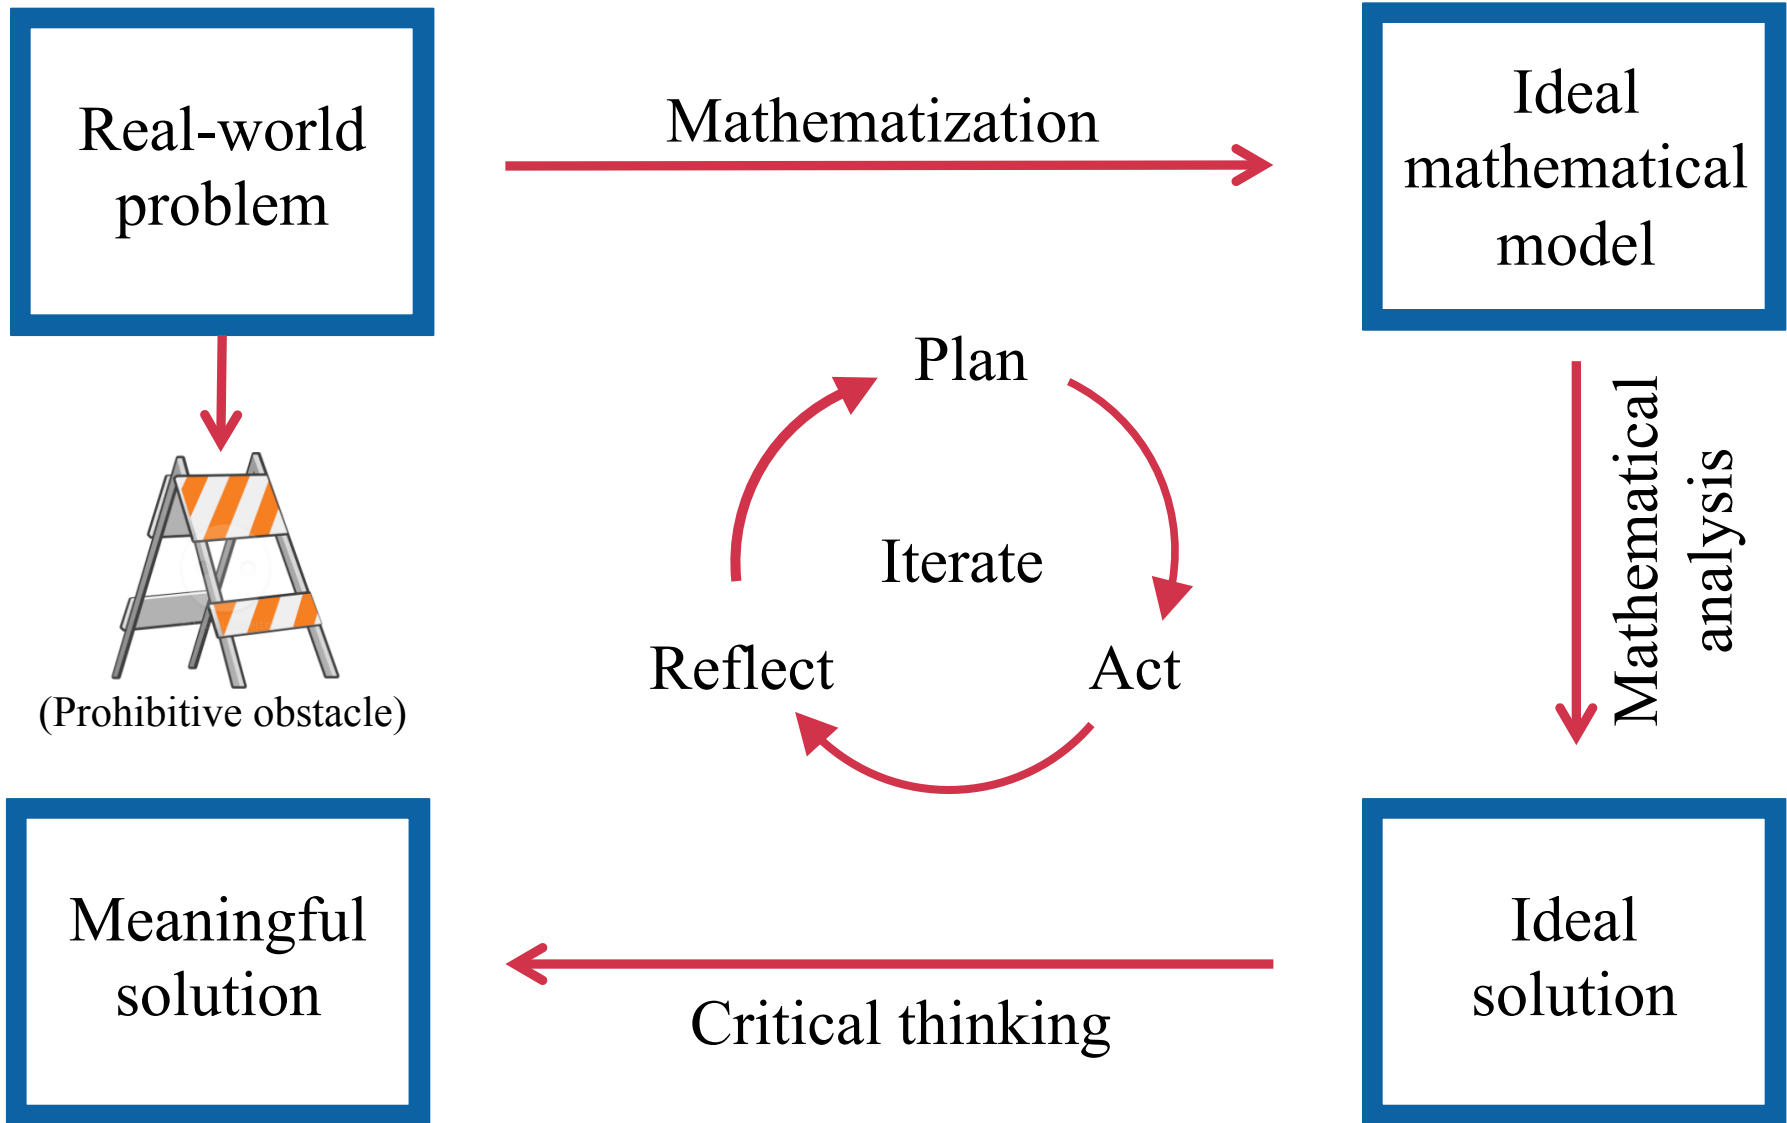 Real-world
problem
Mathematization
Ideal
mathematical
model
Plan
Iterate
Reflect
Act
(Prohibitive obstacle)
Mathematical
analysis
Meaningful
solution
Critical thinking
Ideal
solution